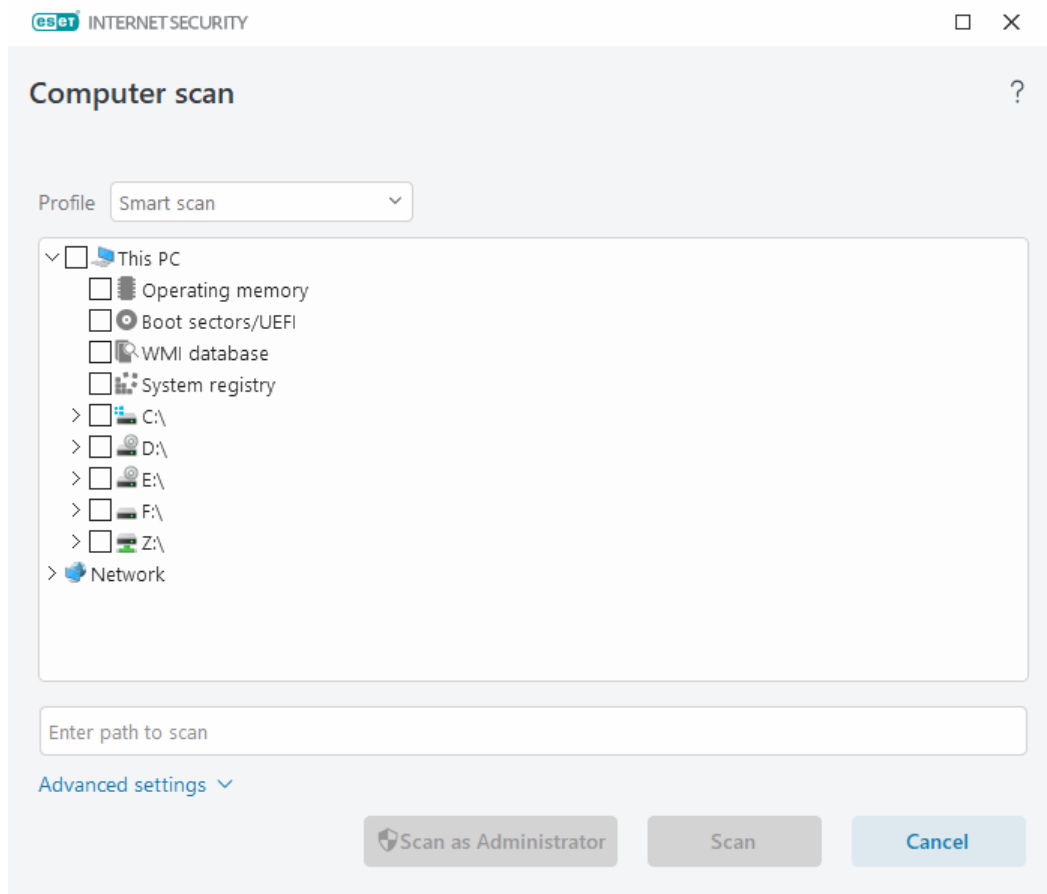 eset INTERNET SECURITY
Computer scan
?
Profile Smart scan
This PC
Operating memory
Boot sectors/UEFI
WMI database
System registry
C:\
D:\
E:\
F:\
Z:\
Network
Enter path to scan
Advanced settings
Scan as Administrator Scan Cancel